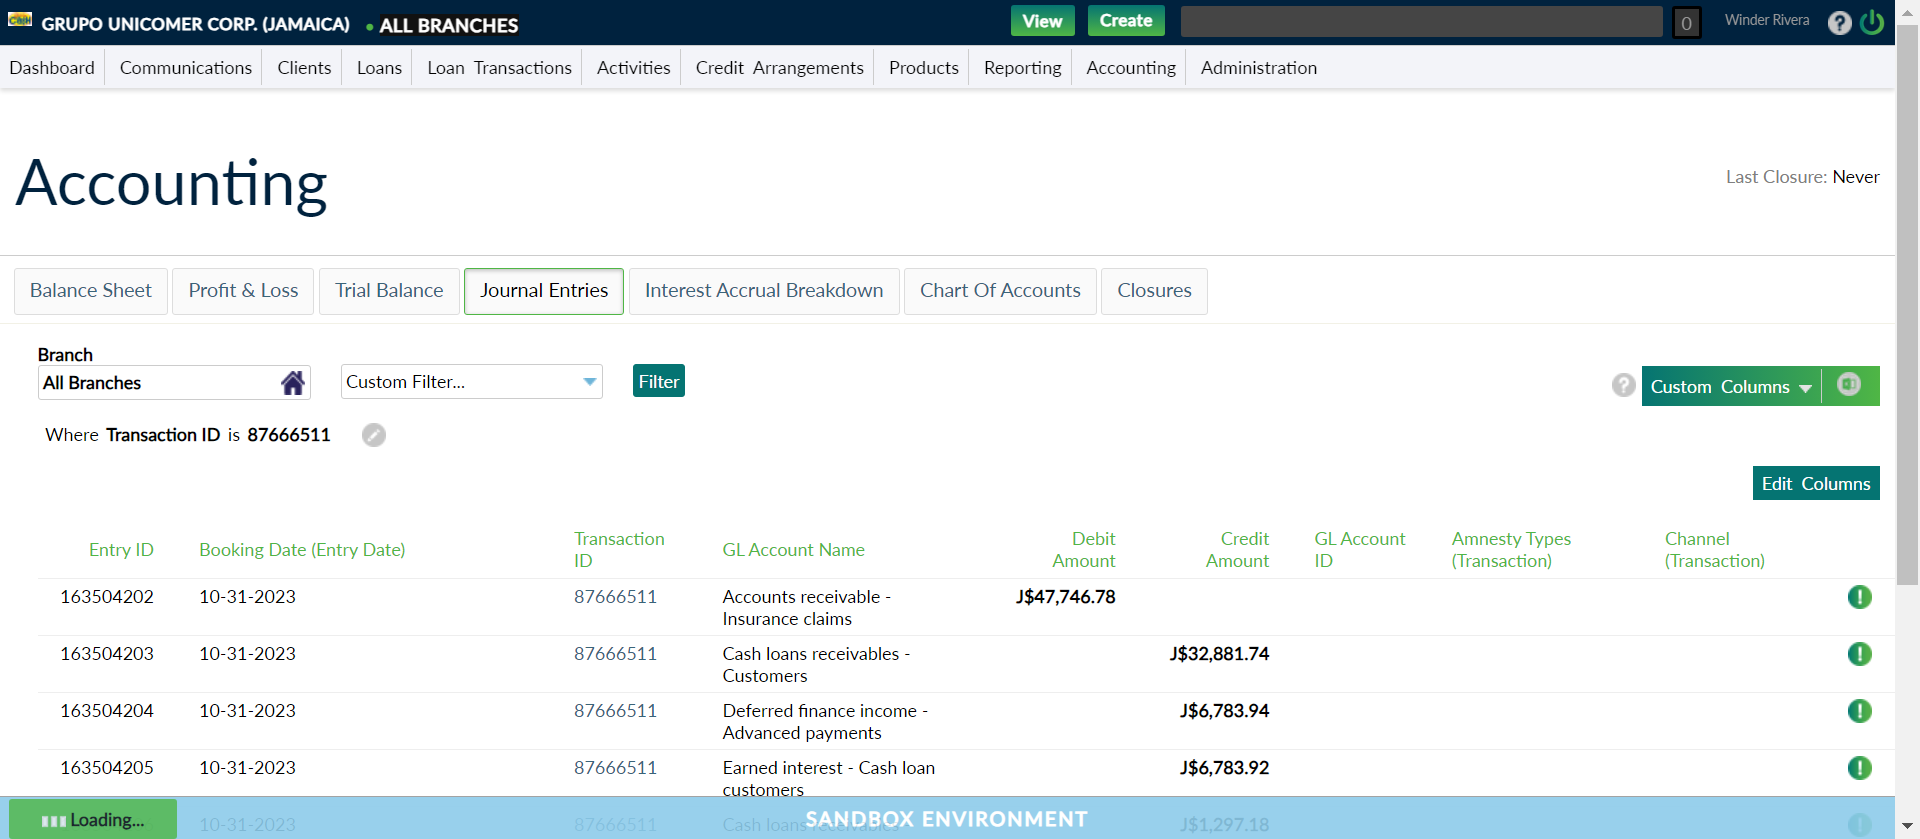 Cash GRUPO UNICOMER CORP. (JAMAICA) • ALL BRANCHES View Create 0 Winder Rivera ?
Dashboard Communications Clients Loans Loan Transactions Activities Credit Arrangements Products Reporting Accounting Administration
Accounting
Last Closure: Never
Balance Sheet Profit & Loss Trial Balance Journal Entries Interest Accrual Breakdown Chart Of Accounts Closures
Branch
All Branches Custom Filter... Filter ? Custom Columns
Where Transaction ID is 87666511
Edit Columns
Entry ID Booking Date (Entry Date) Transaction ID GL Account Name Debit Amount Credit Amount GL Account ID Amnesty Types (Transaction) Channel (Transaction)
163504202 10-31-2023 87666511 Accounts receivable - J$47,746.78
Insurance claims
163504203 10-31-2023 87666511 Cash loans receivables - J$32,881.74
Customers
163504204 10-31-2023 87666511 Deferred finance income - J$6,783.94
Advanced payments
163504205 10-31-2023 87666511 Earned interest - Cash loan J$6,783.92
customers
Loading... 10-31-2023 87666511 Cash loans receivables - SANDBOX ENVIRONMENT J$1,297.18